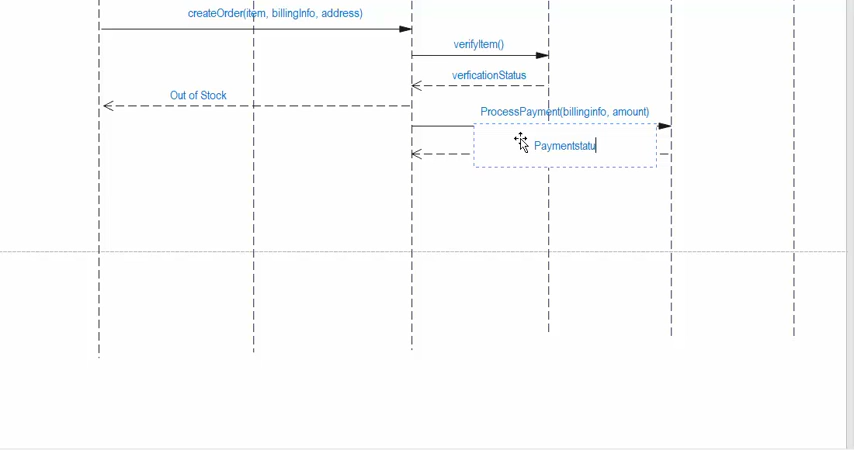 createOrder(item, billingInfo, address)
verifyItem()
verficationStatus
Out of Stock
ProcessPayment(billinginfo, amount)
Paymentstatu